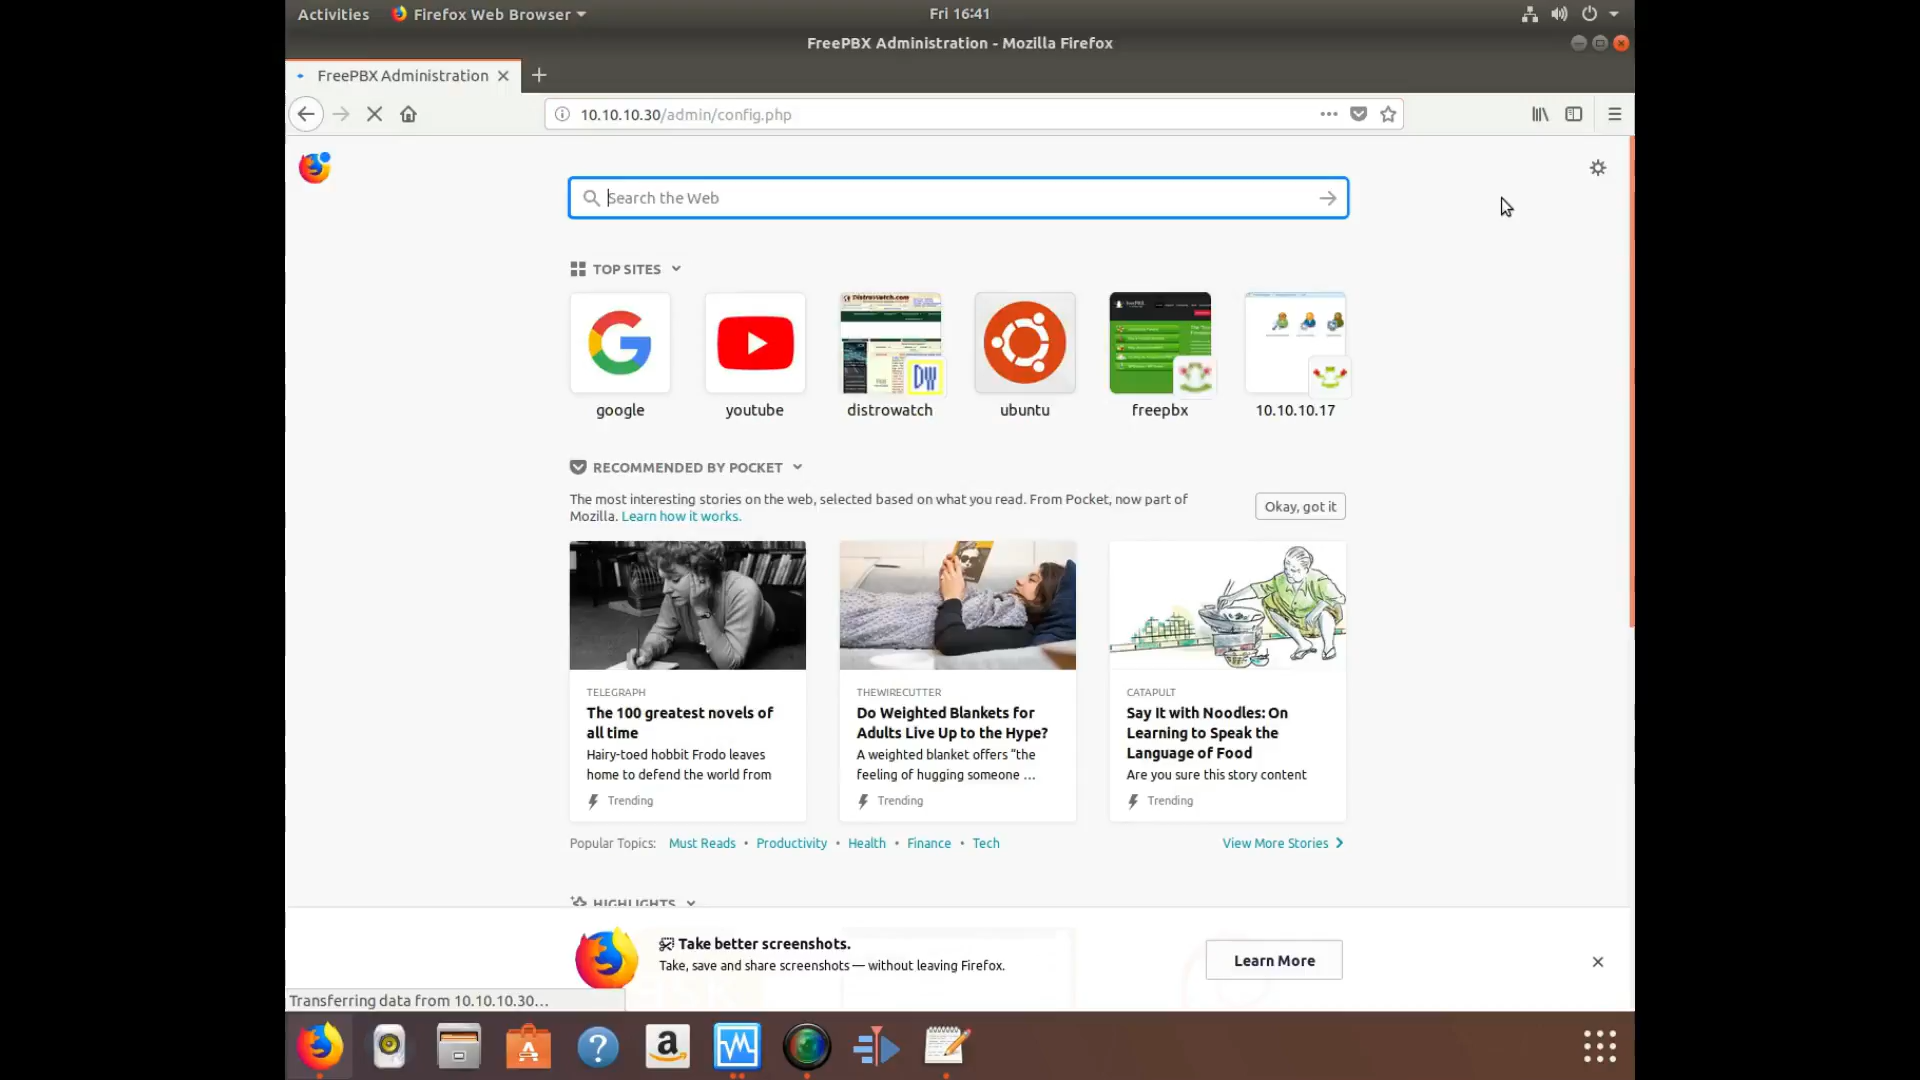 Activities
Firefox Web Browser
Fri 16:41
FreePBX Administration - Mozilla Firefox
FreePBX Administration
10.10.10.30/admin/config.php
Search the Web
TOP SITES
google
youtube
distrowatch
ubuntu
freepbx
10.10.10.17
RECOMMENDED BY POCKET
The most interesting stories on the web, selected based on what you read. From Pocket, now part of
Mozilla. Learn how it works.
Okay, got it
TELEGRAPH
The 100 greatest novels of
all time
Hairy-toed hobbit Frodo leaves
home to defend the world from
Trending
THEWIRECUTTER
Do Weighted Blankets for
Adults Live Up to the Hype?
A weighted blanket offers “the
feeling of hugging someone ...
Trending
CATAPULT
Say It with Noodles: On
Learning to Speak the
Language of Food
Are you sure this story content
Trending
Popular Topics: Must Reads • Productivity • Health • Finance • Tech
View More Stories
HIGHLIGHTS
Take better screenshots.
Take, save and share screenshots — without leaving Firefox.
Learn More
Transferring data from 10.10.10.30...